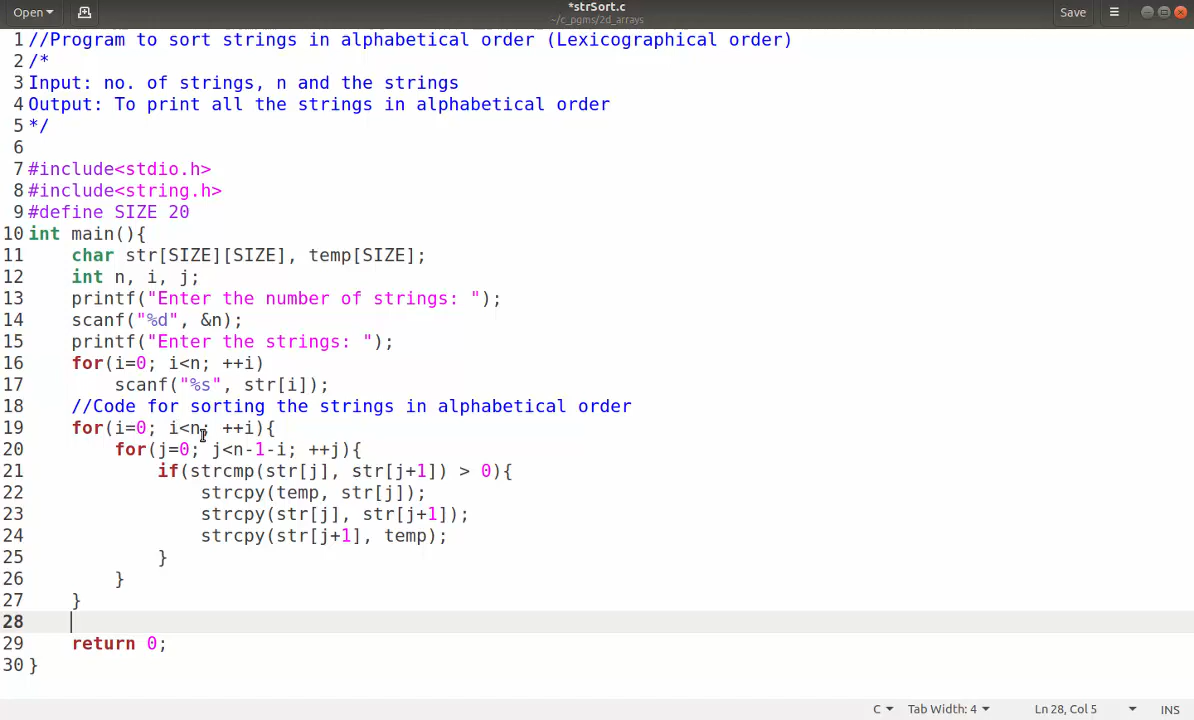 Open
*strSort.c
~/c_pgms/2d_arrays
Save
1 //Program to sort strings in alphabetical order (Lexicographical order)
2 /*
3 Input: no. of strings, n and the strings
4 Output: To print all the strings in alphabetical order
5 */
6
7 #include<stdio.h>
8 #include<string.h>
9 #define SIZE 20
10 int main(){
11     char str[SIZE][SIZE], temp[SIZE];
12     int n, i, j;
13     printf("Enter the number of strings: ");
14     scanf("%d", &n);
15     printf("Enter the strings: ");
16     for(i=0; i<n; ++i)
17         scanf("%s", str[i]);
18     //Code for sorting the strings in alphabetical order
19     for(i=0; i<n; ++i){
20         for(j=0; j<n-1-i; ++j){
21             if(strcmp(str[j], str[j+1]) > 0){
22                 strcpy(temp, str[j]);
23                 strcpy(str[j], str[j+1]);
24                 strcpy(str[j+1], temp);
25             }
26         }
27     }
28
29     return 0;
30 }
C
Tab Width: 4
Ln 28, Col 5
INS